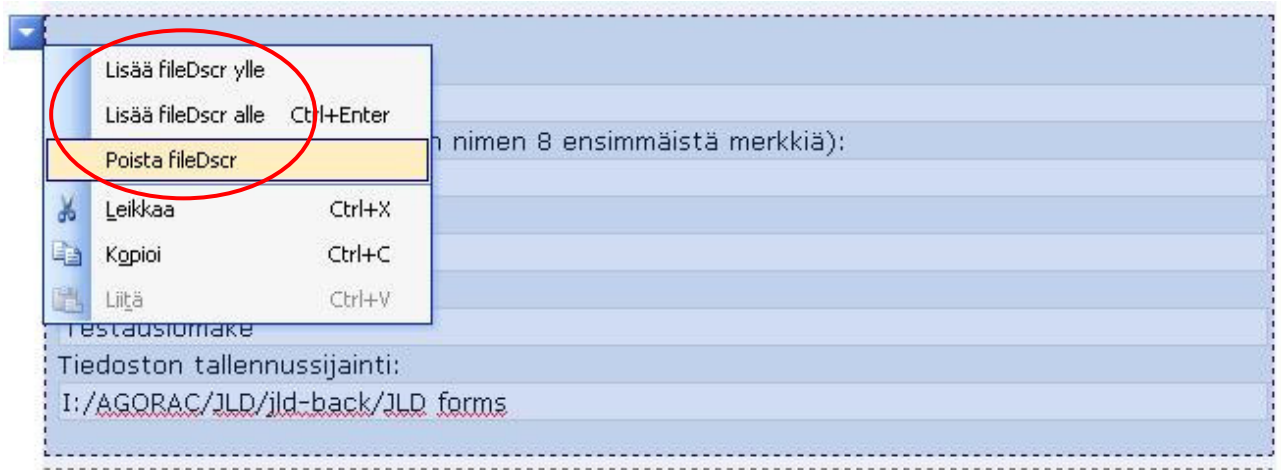 Lisää fileDscr ylle
Lisää fileDscr alle Ctrl+Enter
nimen 8 ensimmäistä merkkiä):
Poista fileDscr
Leikkaa Ctrl+X
Kopioi Ctrl+C
Liitä Ctrl+V
Testauslomake
Tiedoston tallennussijainti:
I:/AGORAC/JLD/jld-back/JLD forms